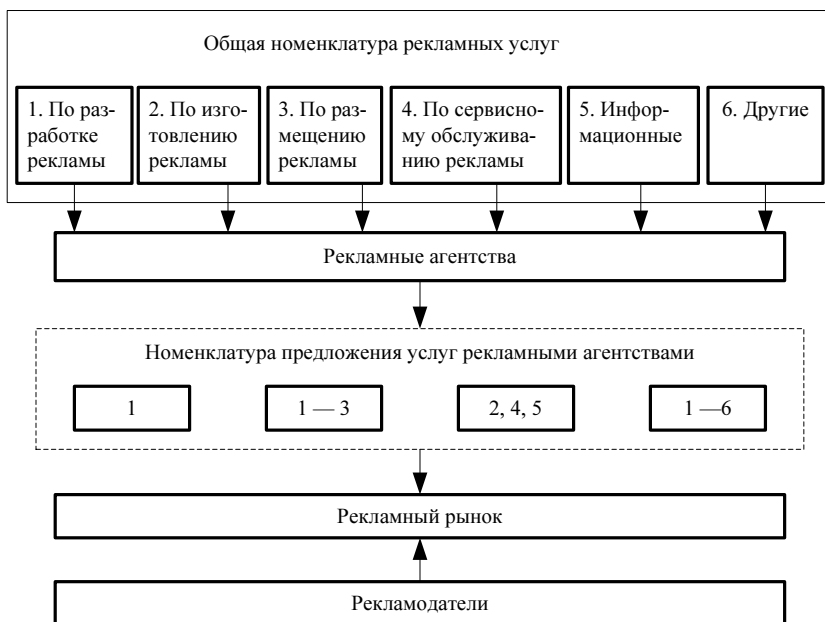 Общая номенклатура рекламных услуг
1. По раз-
работке
рекламы
2. По изго-
товлению
рекламы
3. По раз-
мещению
рекламы
4. По сервисно-
му обслужива-
нию рекламы
5. Инфор-
мационные
6. Другие
Рекламные агентства
Номенклатура предложения услуг рекламными агентствами
1
1 — 3
2, 4, 5
1 —6
Рекламный рынок
Рекламодатели